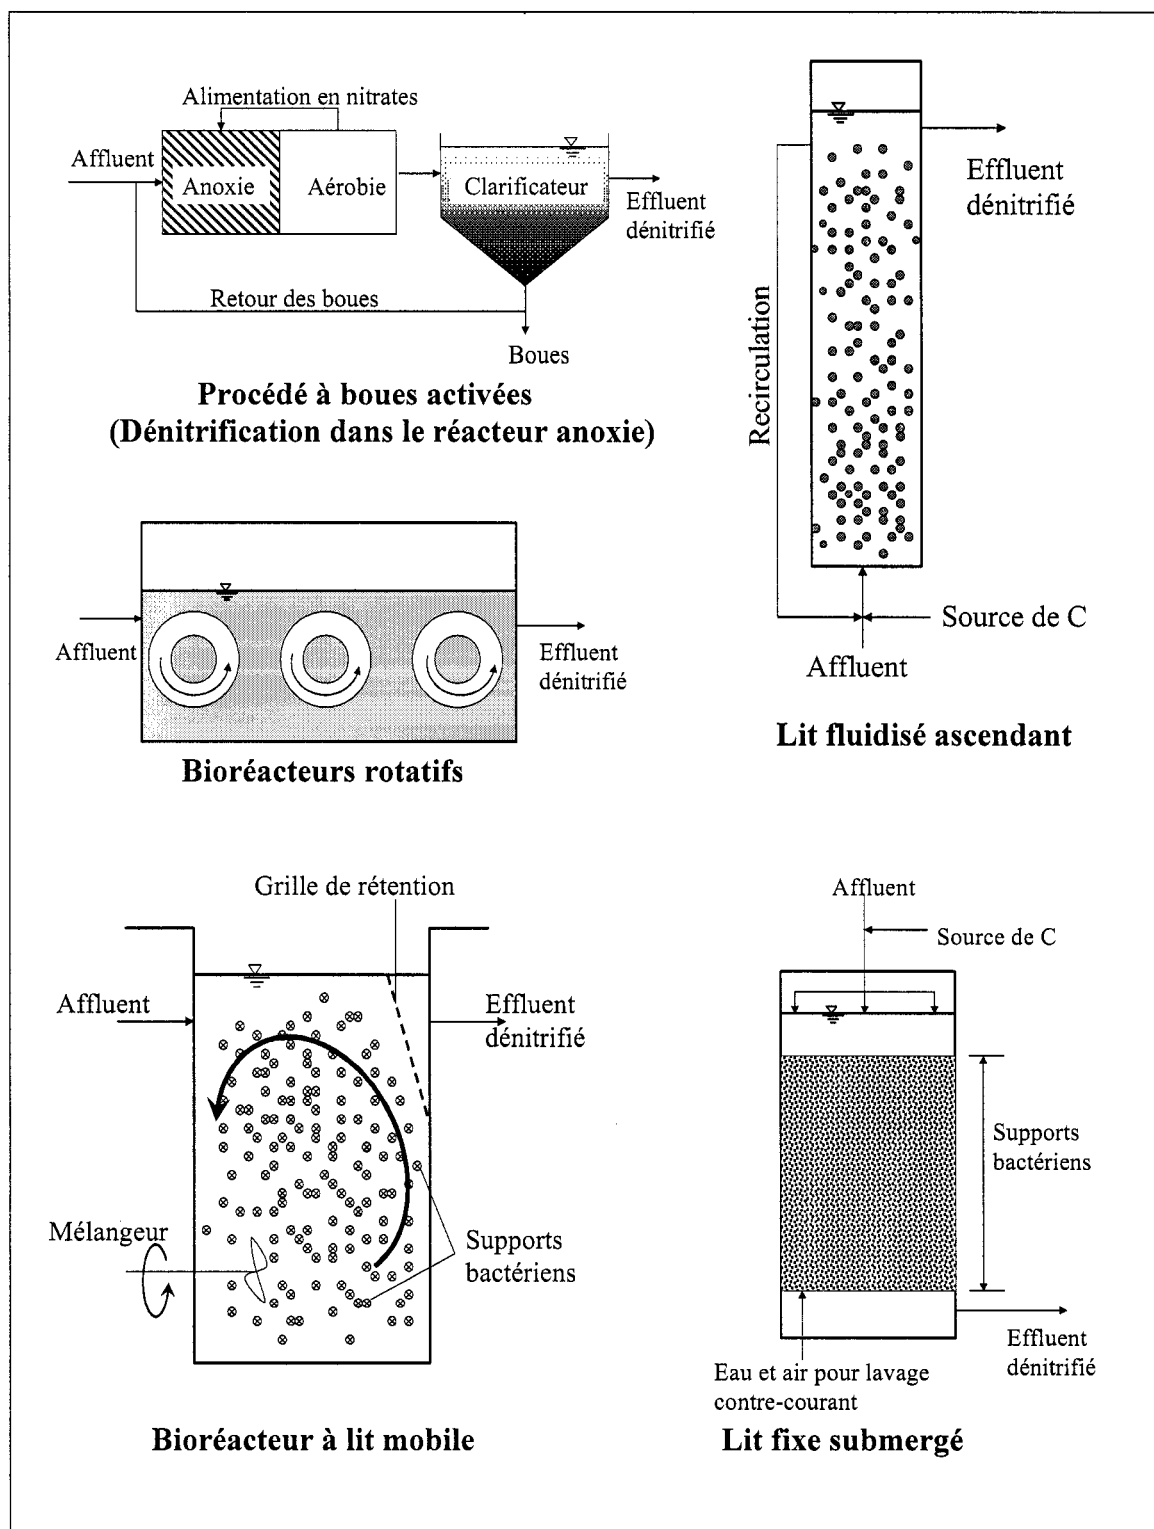 Alimentation en nitrates
Affluent
Anoxie
Aérobie
Clarificateur
Effluent
dénitrifié
Retour des boues
Boues
Procédé à boues activées
(Dénitrification dans le réacteur anoxie)
Effluent
dénitrifié
Recirculation
Source de C
Affluent
Lit fluidisé ascendant
Affluent
Effluent
dénitrifié
Bioréacteurs rotatifs
Grille de rétention
Affluent
Effluent
dénitrifié
Mélangeur
Supports
bactériens
Bioréacteur à lit mobile
Affluent
Source de C
Supports
bactériens
Effluent
dénitrifié
Eau et air pour lavage
contre-courant
Lit fixe submergé